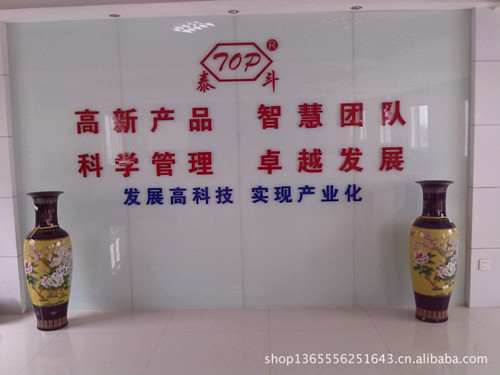 TOP®
泰 斗
高新产品 智慧团队
科学管理 卓越发展
发展高科技 实现产业化
shop1365556251643.cn.alibaba.com